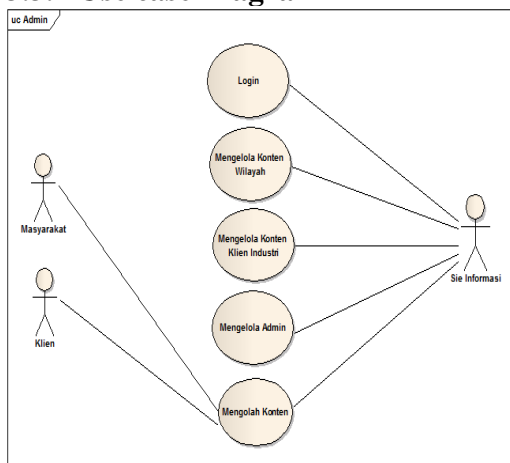 uc Admin
Login
Mengelola Konten
Wilayah
Masyarakat
Mengelola Konten
Klien Industri
Sie Informasi
Klien
Mengelola Admin
Mengolah Konten